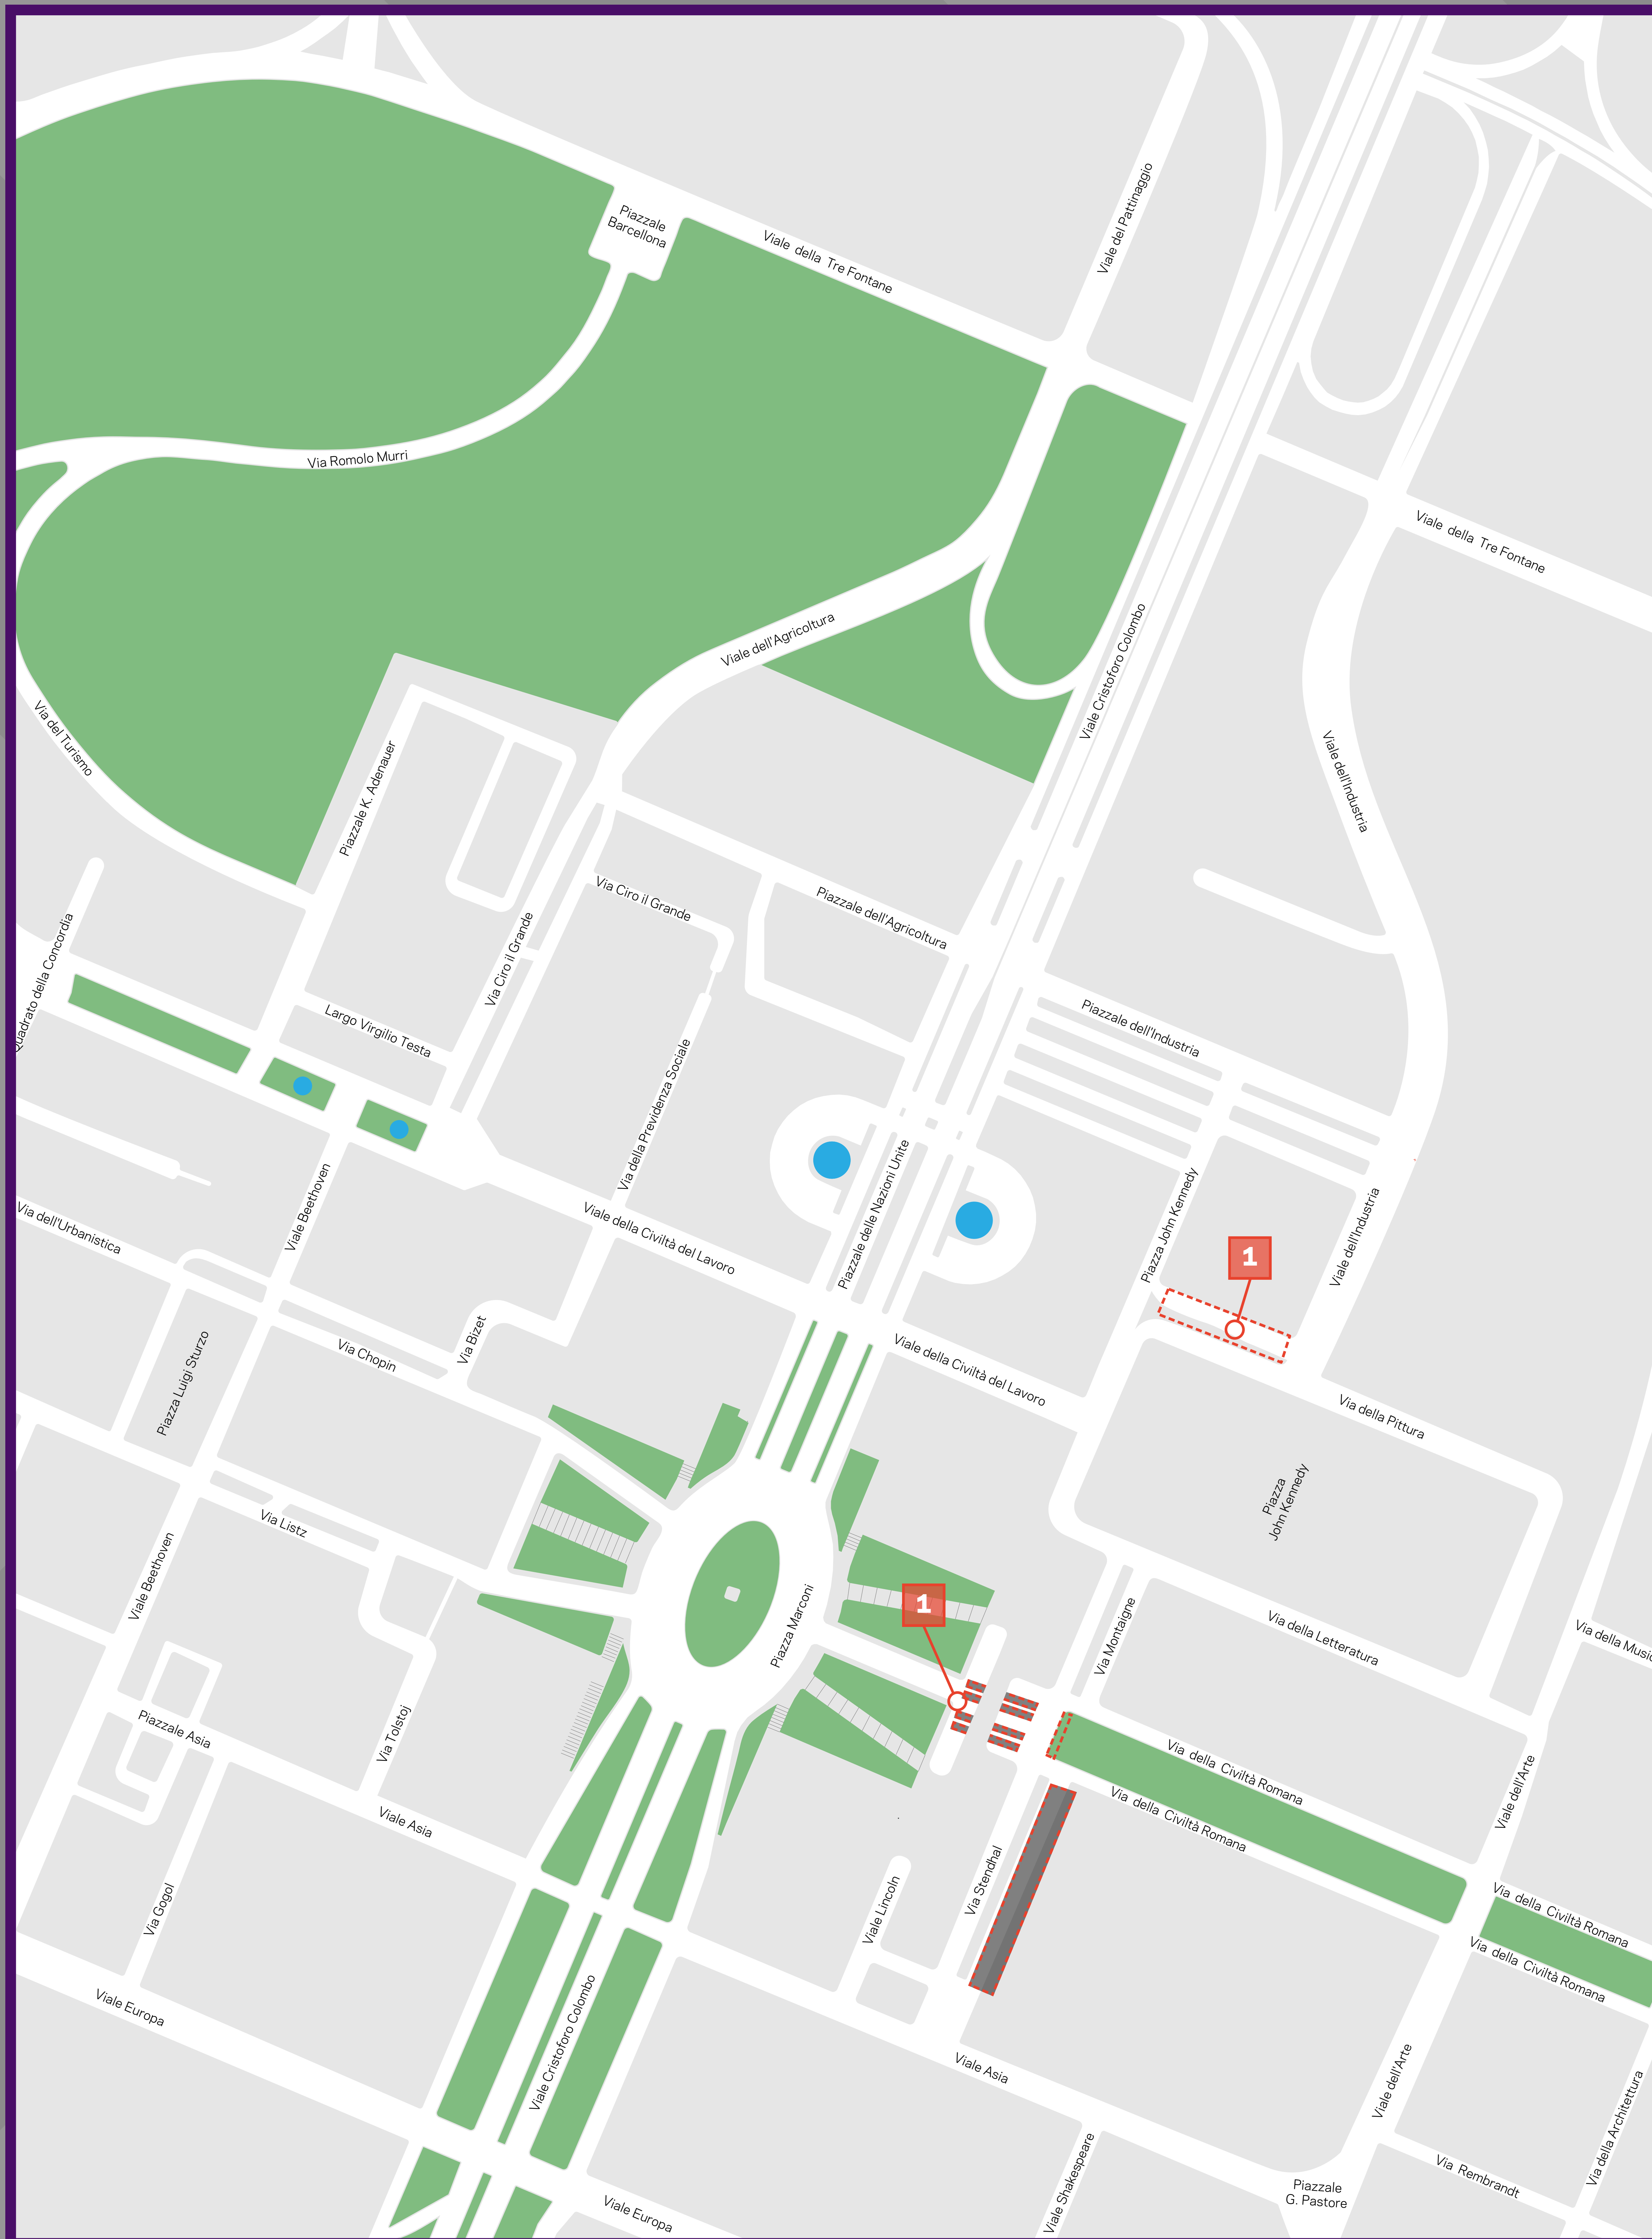 Piazzale
Barcellona
Viale della Tre Fontane
Viale del Pattinaggio
Via Romolo Murri
Viale della Tre Fontane
Viale dell'Agricoltura
Viale Cristoforo Colombo
Via del Turismo
Piazzale K. Adenauer
Viale dell'Industria
Via Ciro il Grande
Piazzale dell'Agricoltura
Quadrato della Concordia
Via Ciro il Grande
Largo Virgilio Testa
Piazzale dell'Industria
Via della Previdenza Sociale
Viale Beethoven
Via dell'Urbanistica
Viale della Civiltà del Lavoro
Piazzale delle Nazioni Unite
Piazza John Kennedy
Viale dell'Industria
1
Piazza Luigi Sturzo
Via Chopin
Via Bizet
Viale della Civiltà del Lavoro
Via della Pittura
Piazza
John Kennedy
Via Listz
Viale Beethoven
Piazza Marconi
1
Via Montaigne
Via della Letteratura
Piazzale Asia
Via Tolstoj
Via della Civiltà Romana
Via della Civiltà Romana
Viale dell'Arte
Viale Asia
Via Gogol
Viale Lincoln
Via Stendhal
Via della Civiltà Romana
Via della Civiltà Romana
Viale Europa
Viale Cristoforo Colombo
Viale Asia
Viale dell'Arte
Via della Architettura
Viale Shakespeare
Via Rembrandt
Piazzale
G. Pastore
Viale Europa